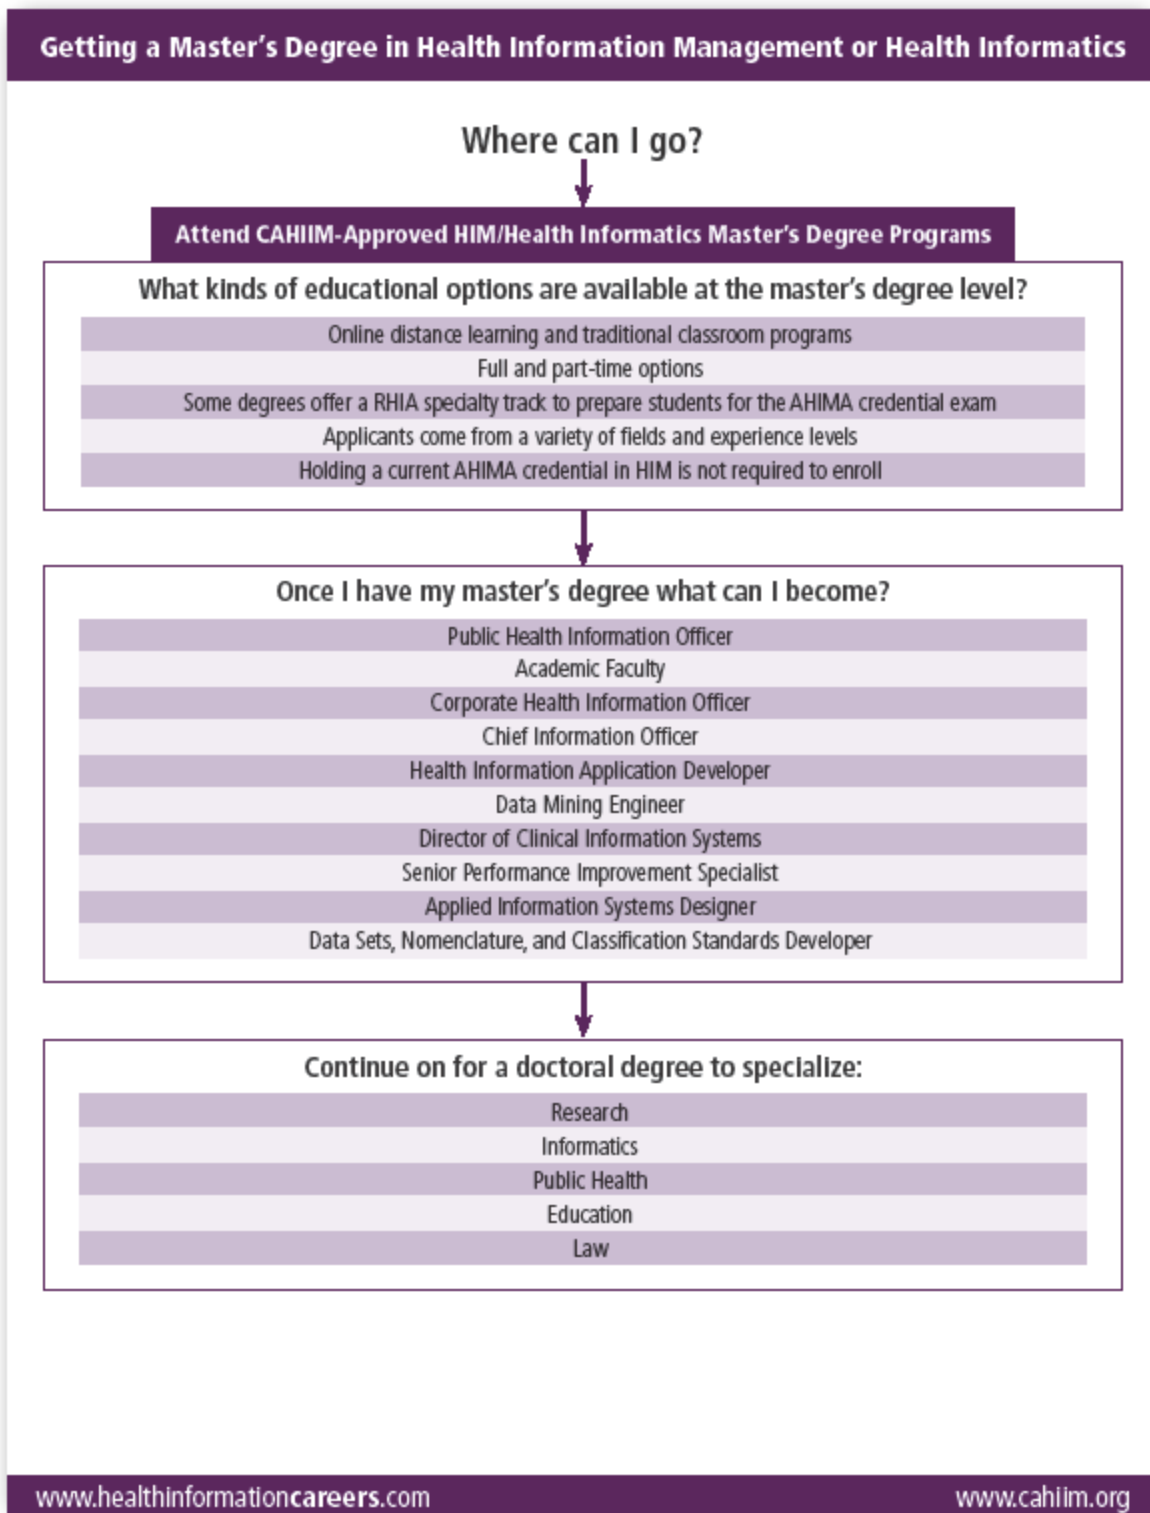 Getting a Master's Degree in Health Information Management or Health Informatics
Where can I go?
Attend CAHIIM-Approved HIM/Health Informatics Master's Degree Programs
What kinds of educational options are available at the master's degree level?
Online distance learning and traditional classroom programs
Full and part-time options
Some degrees offer a RHIA specialty track to prepare students for the AHIMA credential exam
Applicants come from a variety of fields and experience levels
Holding a current AHIMA credential in HIM is not required to enroll
Once I have my master's degree what can I become?
Public Health Information Officer
Academic Faculty
Corporate Health Information Officer
Chief Information Officer
Health Information Application Developer
Data Mining Engineer
Director of Clinical Information Systems
Senior Performance Improvement Specialist
Applied Information Systems Designer
Data Sets, Nomenclature, and Classification Standards Developer
Continue on for a doctoral degree to specialize:
Research
Informatics
Public Health
Education
Law
www.healthinformationcareers.com
www.cahiim.org